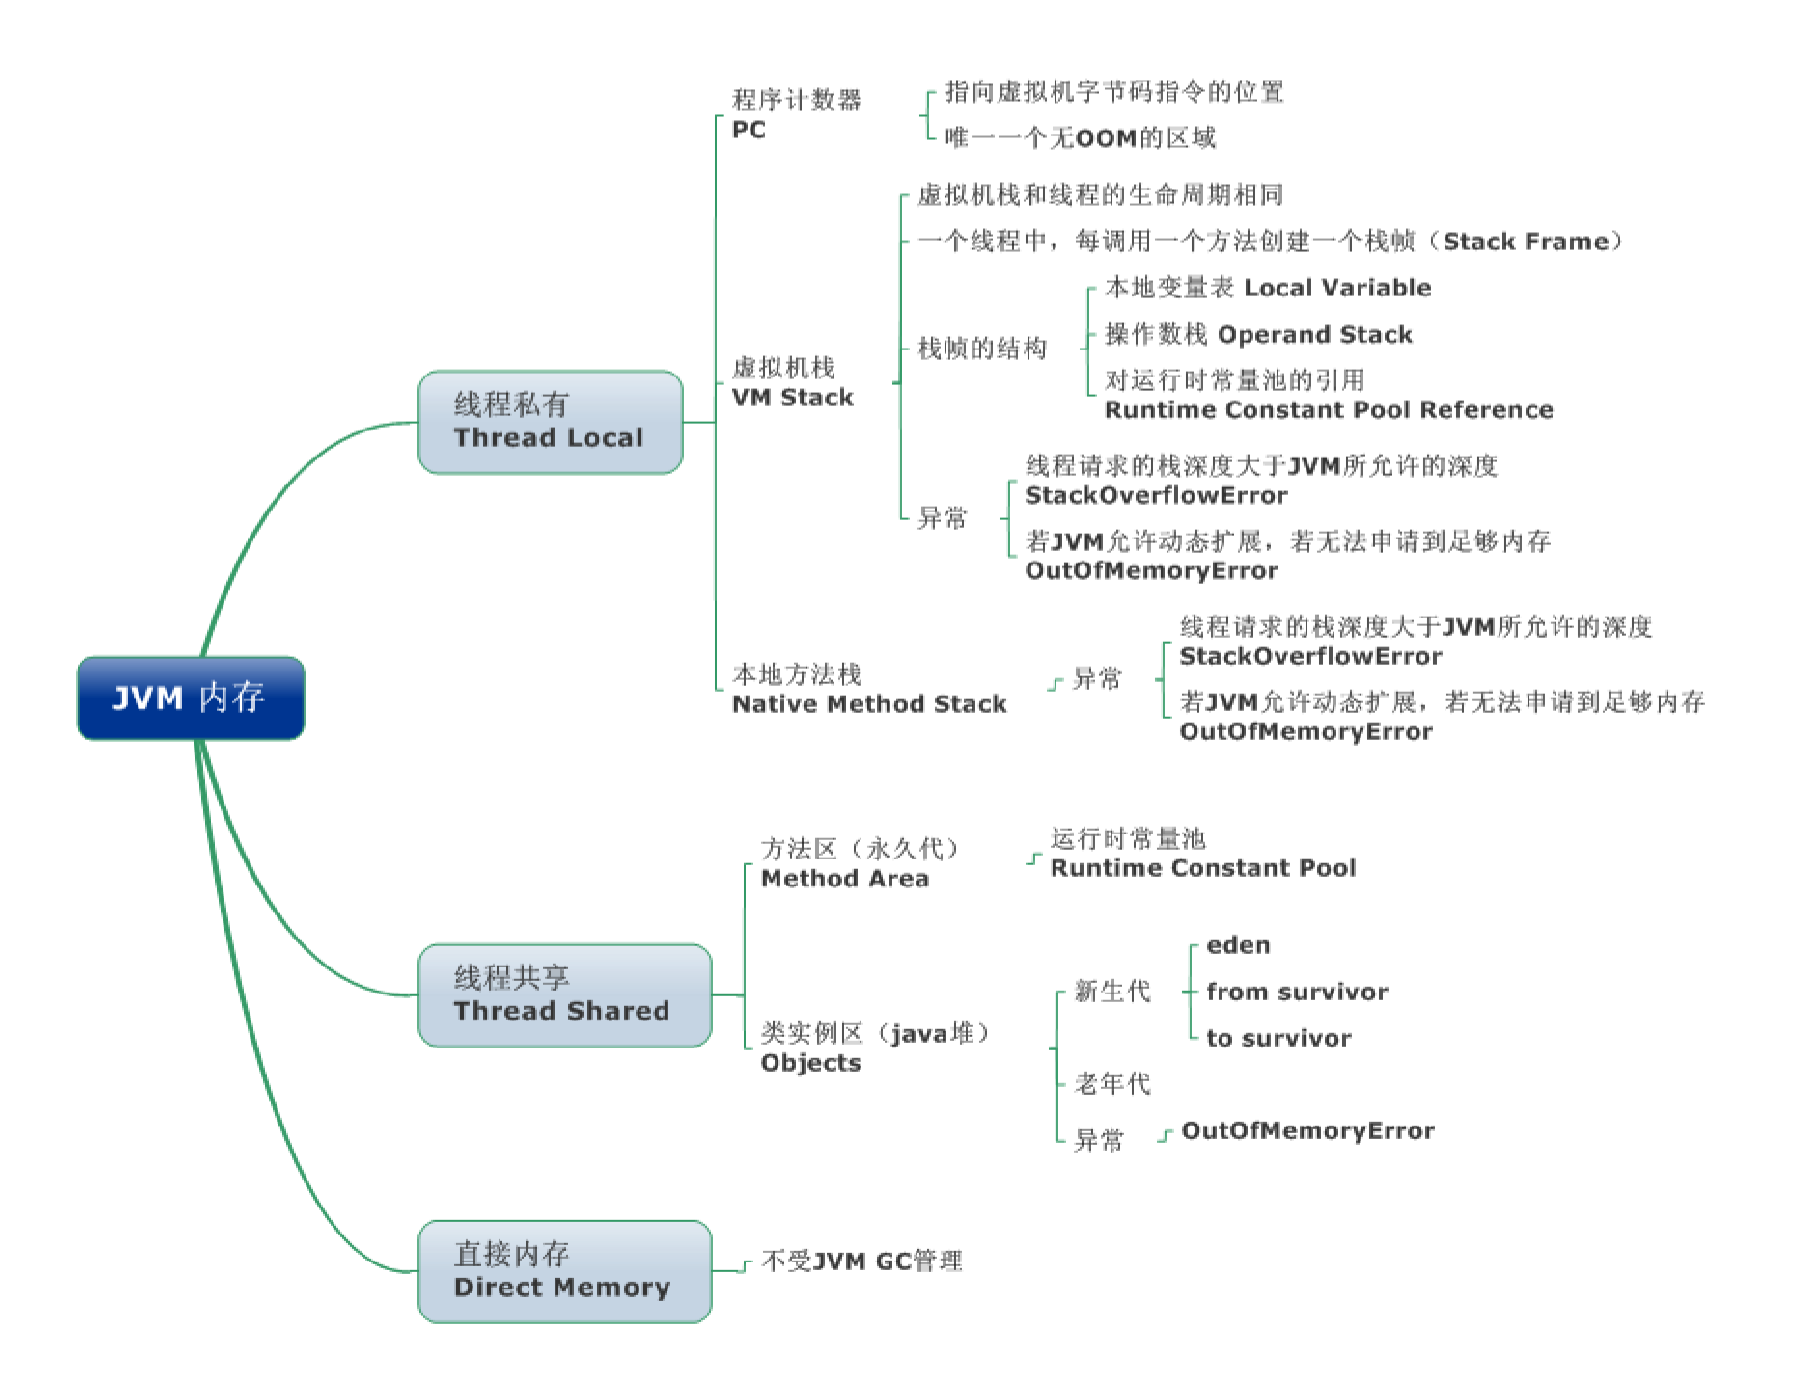 程序计数器
PC
指向虚拟机字节码指令的位置
唯一一个无OOM的区域
虚拟机栈和线程的生命周期相同
一个线程中，每调用一个方法创建一个栈帧（Stack Frame）
虚拟机栈
VM Stack
栈帧的结构
本地变量表 Local Variable
操作数栈 Operand Stack
对运行时常量池的引用
Runtime Constant Pool Reference
线程私有
Thread Local
异常
线程请求的栈深度大于JVM所允许的深度
StackOverflowError
若JVM允许动态扩展，若无法申请到足够内存
OutOfMemoryError
本地方法栈
Native Method Stack
异常
线程请求的栈深度大于JVM所允许的深度
StackOverflowError
若JVM允许动态扩展，若无法申请到足够内存
OutOfMemoryError
JVM 内存
方法区（永久代）
Method Area
运行时常量池
Runtime Constant Pool
线程共享
Thread Shared
类实例区（java堆）
Objects
新生代
eden
from survivor
to survivor
老年代
异常
OutOfMemoryError
直接内存
Direct Memory
不受JVM GC管理